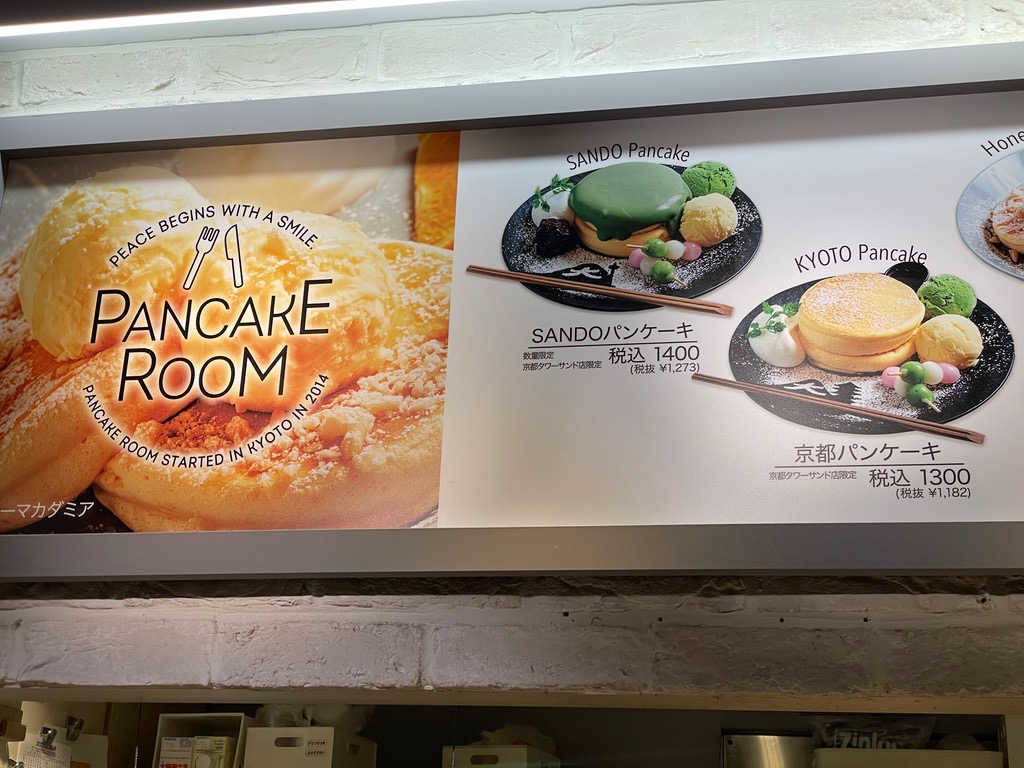 PEACE BEGINS WITH A SMILE.
PANCAKE
ROOM
PANCAKE ROOM STARTED IN KYOTO IN 2014
ーマカダミア
SANDO Pancake
SANDOパンケーキ
数量限定
京都タワーサンド店限定
税込 1400
(税抜 ¥1,273)
KYOTO Pancake
京都パンケーキ
京都タワーサンド店限定
税込 1300
(税抜 ¥1,182)
Hone
Ziploc